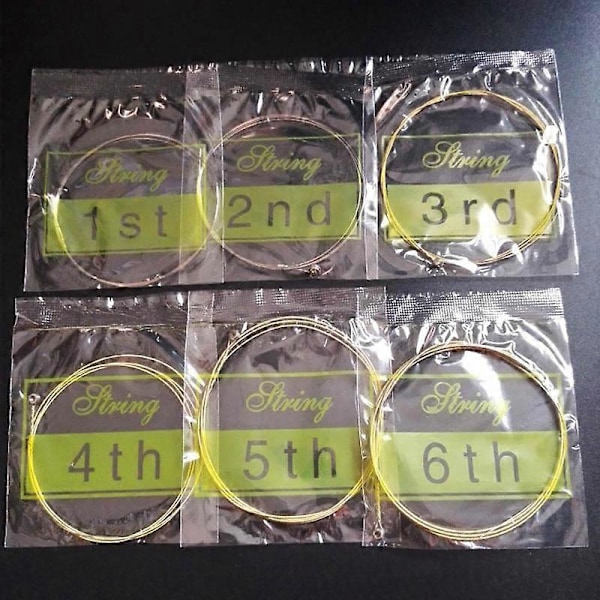 String
1st
String
2nd
String
3rd
String
4th
String
5th
String
6th